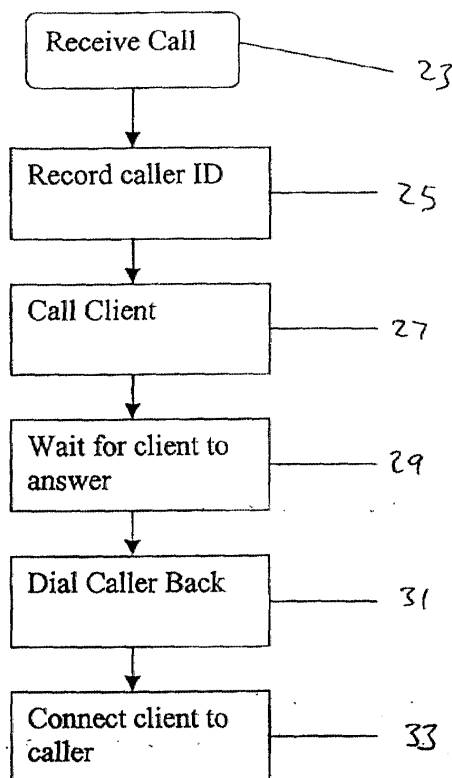 Receive Call
23
Record caller ID
25
Call Client
27
Wait for client to
answer
29
Dial Caller Back
31
Connect client to
caller
33